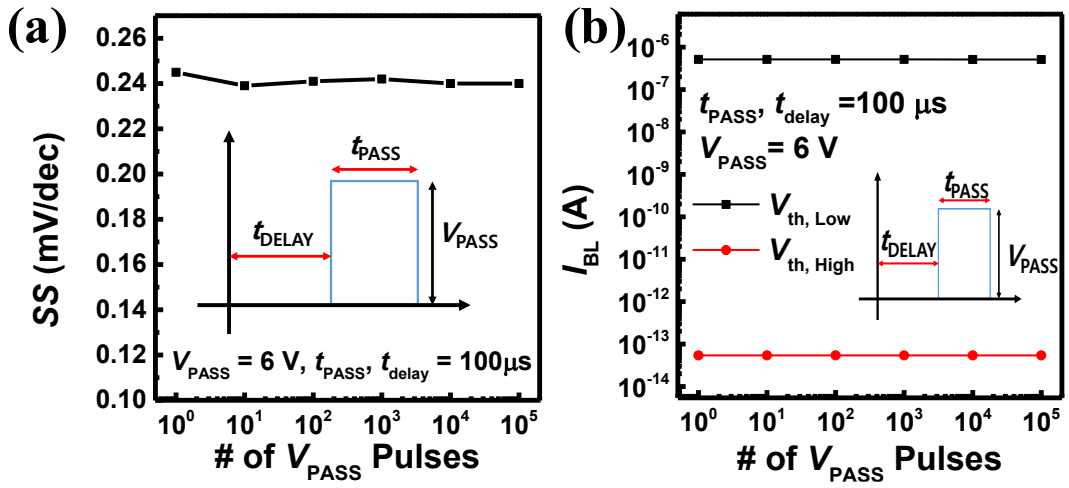 (a)
SS (mV/dec)
0.26
0.24
0.22
0.20
0.18
0.16
0.14
0.12
0.10
tPASS
tDELAY
VPASS
VPASS = 6 V, tPASS, tdelay = 100μs
10^0 10^1 10^2 10^3 10^4 10^5
# of VPASS Pulses
(b)
IBL (A)
10^-6
10^-7
10^-8
10^-9
10^-10
10^-11
10^-12
10^-13
10^-14
tPASS, tdelay =100 μs
VPASS= 6 V
Vth, Low
Vth, High
tPASS
tDELAY
VPASS
10^0 10^1 10^2 10^3 10^4 10^5
# of VPASS Pulses